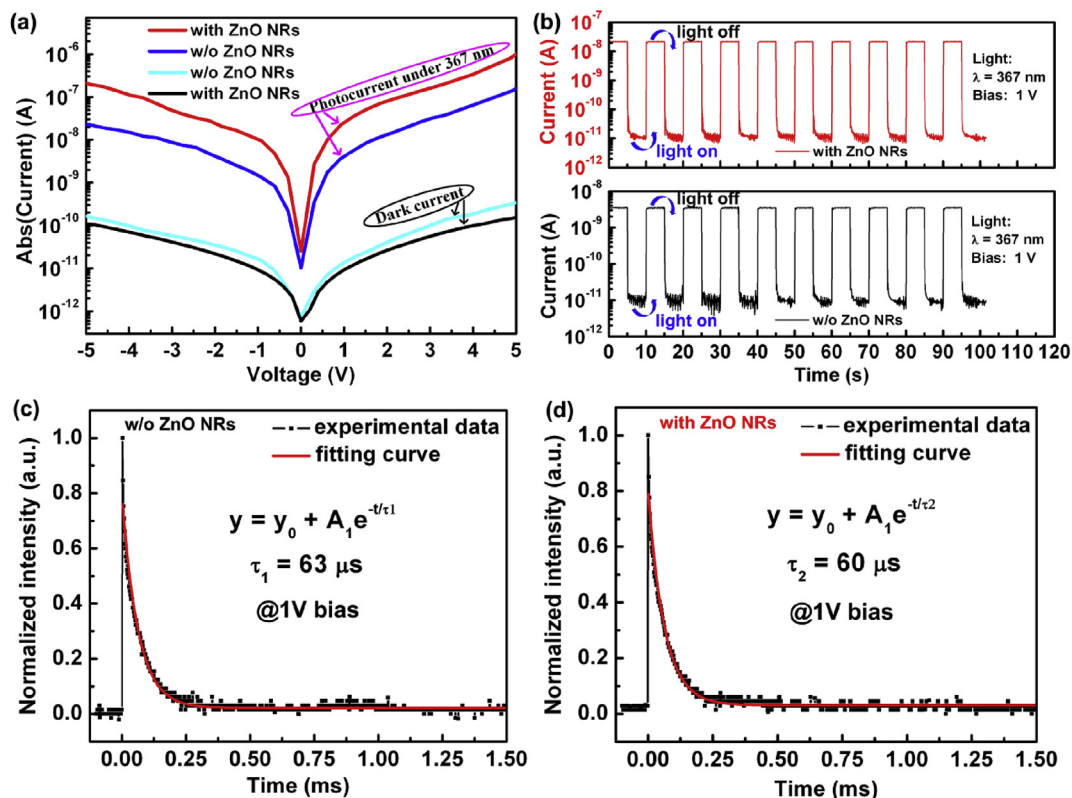 (a)
with ZnO NRs
w/o ZnO NRs
w/o ZnO NRs
with ZnO NRs
Photocurrent under 367 nm
Dark current
Abs(Current) (A)
10^-6
10^-7
10^-8
10^-9
10^-10
10^-11
10^-12
-5 -4 -3 -2 -1 0 1 2 3 4 5
Voltage (V)
(b)
Current (A)
10^-7
10^-8
10^-9
10^-10
10^-11
10^-12
light off
light on
Light:
λ = 367 nm
Bias: 1 V
with ZnO NRs
Current (A)
10^-8
10^-9
10^-10
10^-11
10^-12
light off
light on
Light:
λ = 367 nm
Bias: 1 V
w/o ZnO NRs
0 10 20 30 40 50 60 70 80 90 100 110 120
Time (s)
(c)
w/o ZnO NRs
experimental data
fitting curve
y = y₀ + A₁e^-t/τ1
τ₁ = 63 μs
@1V bias
Normalized intensity (a.u.)
1.0
0.8
0.6
0.4
0.2
0.0
0.00 0.25 0.50 0.75 1.00 1.25 1.50
Time (ms)
(d)
with ZnO NRs
experimental data
fitting curve
y = y₀ + A₁e^-t/τ2
τ₂ = 60 μs
@1V bias
Normalized intensity (a.u.)
1.0
0.8
0.6
0.4
0.2
0.0
0.00 0.25 0.50 0.75 1.00 1.25 1.50
Time (ms)